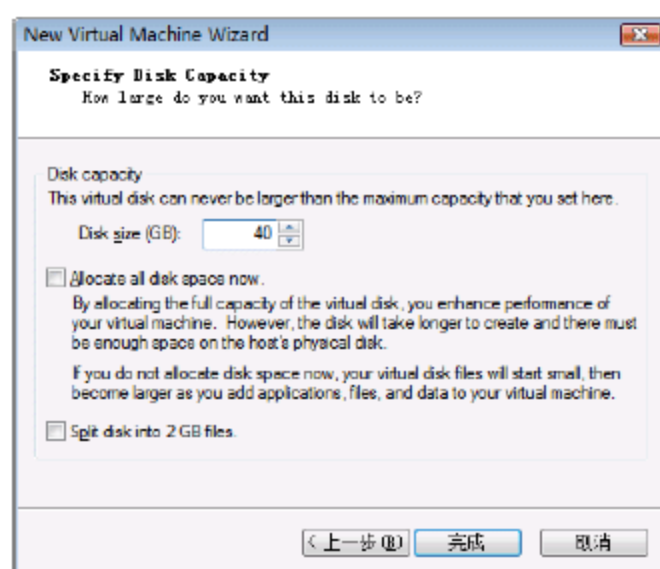 New Virtual Machine Wizard
Specify Disk Capacity
How large do you want this disk to be?
Disk capacity
This virtual disk can never be larger than the maximum capacity that you set here.
Disk size (GB): 40
Allocate all disk space now.
By allocating the full capacity of the virtual disk, you enhance performance of
your virtual machine. However, the disk will take longer to create and there must
be enough space on the host's physical disk.
If you do not allocate disk space now, your virtual disk files will start small, then
become larger as you add applications, files, and data to your virtual machine.
Split disk into 2 GB files.
< 上一步(B) 完成 取消